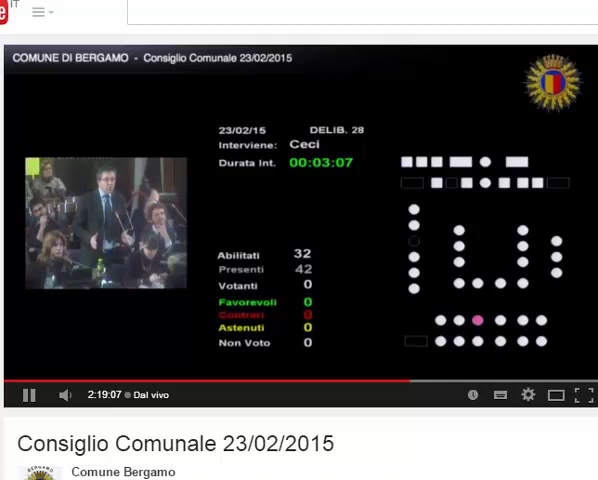 IT
COMUNE DI BERGAMO - Consiglio Comunale 23/02/2015
23/02/15 DELIB. 28
Interviene: Ceci
Durata Int. 00:03:07
Abilitati 32
Presenti 42
Votanti 0
Favorevoli 0
Contrari 0
Astenuti 0
Non Voto 0
2:19:07 Dal vivo
Consiglio Comunale 23/02/2015
BERGAMO
Comune Bergamo